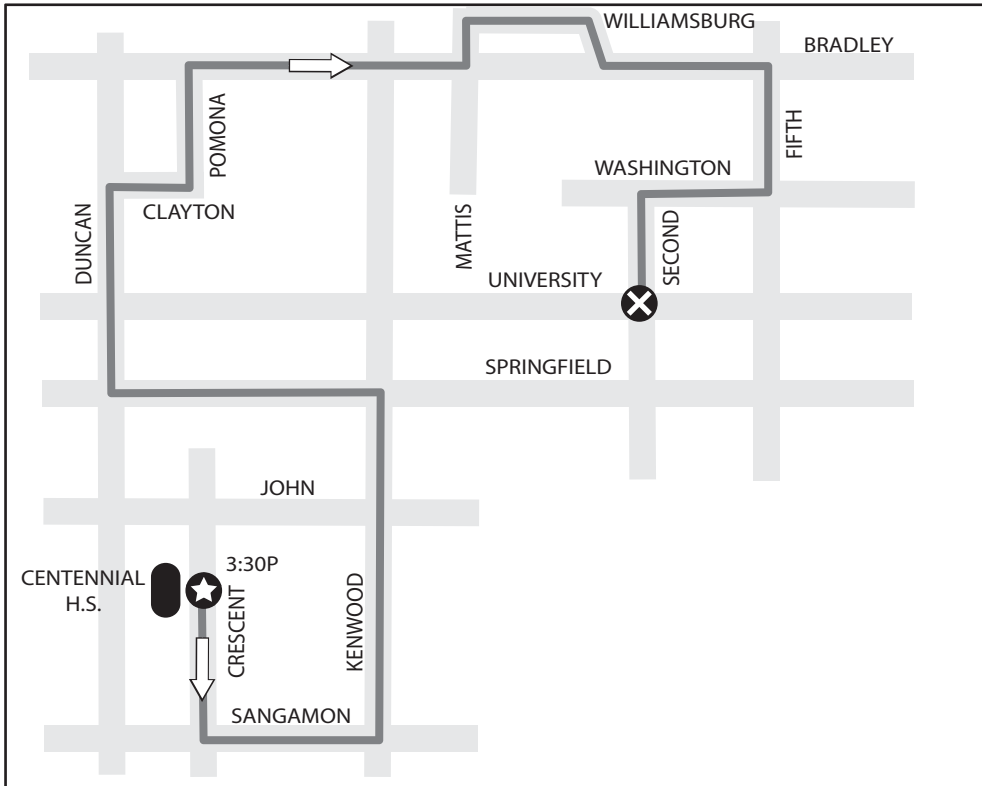 WILLIAMSBURG
BRADLEY
POMONA
FIFTH
WASHINGTON
CLAYTON
DUNCAN
MATTIS
SECOND
UNIVERSITY
SPRINGFIELD
JOHN
3:30P
CENTENNIAL
H.S.
CRESCENT
KENWOOD
SANGAMON